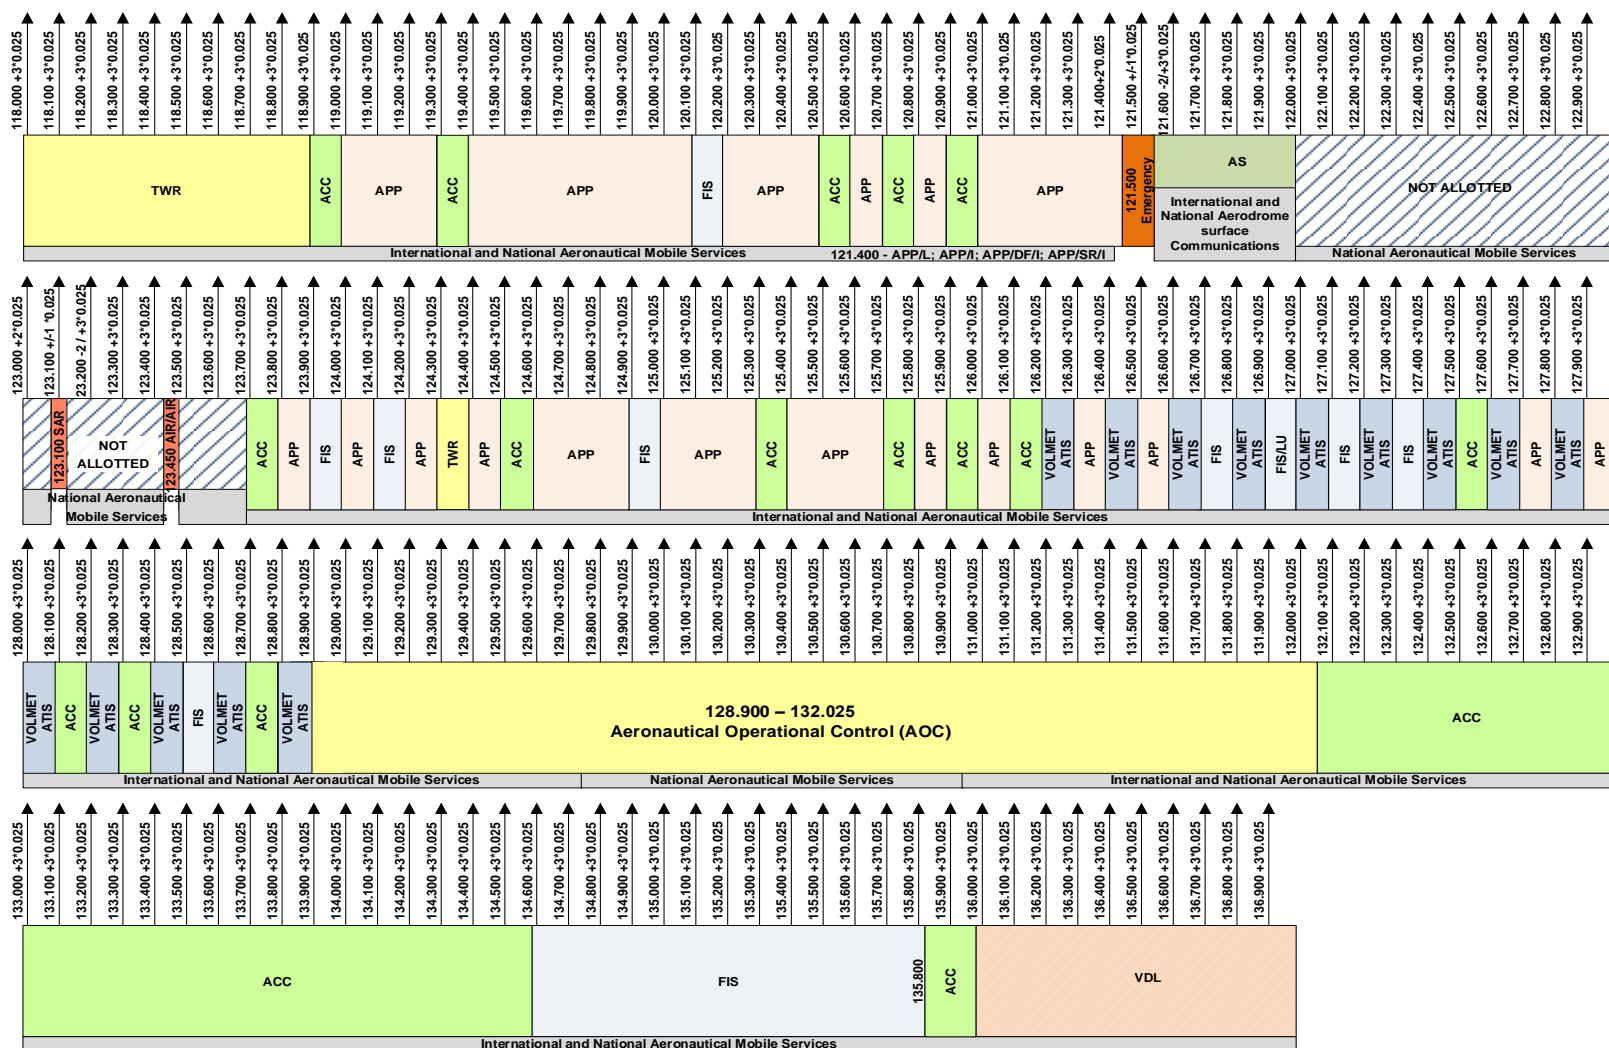 118.000 +3*0.025
118.100 +3*0.025
118.200 +3*0.025
118.300 +3*0.025
118.400 +3*0.025
118.500 +3*0.025
118.600 +3*0.025
118.700 +3*0.025
118.800 +3*0.025
118.900 +3*0.025
119.000 +3*0.025
119.100 +3*0.025
119.200 +3*0.025
119.300 +3*0.025
119.400 +3*0.025
119.500 +3*0.025
119.600 +3*0.025
119.700 +3*0.025
119.800 +3*0.025
119.900 +3*0.025
120.000 +3*0.025
120.100 +3*0.025
120.200 +3*0.025
120.300 +3*0.025
120.400 +3*0.025
120.500 +3*0.025
120.600 +3*0.025
120.700 +3*0.025
120.800 +3*0.025
120.900 +3*0.025
121.000 +3*0.025
121.100 +3*0.025
121.200 +3*0.025
121.300 +3*0.025
121.400+2*0.025
121.500 +/-1*0.025
121.600 -2/+3*0.025
121.700 +3*0.025
121.800 +3*0.025
121.900 +3*0.025
122.000 +3*0.025
122.100 +3*0.025
122.200 +3*0.025
122.300 +3*0.025
122.400 +3*0.025
122.500 +3*0.025
122.600 +3*0.025
122.700 +3*0.025
122.800 +3*0.025
122.900 +3*0.025
TWR
ACC
APP
ACC
APP
FIS
APP
ACC
APP
ACC
APP
ACC
APP
121.500
Emergency
AS
International and
National Aerodrome
surface
Communications
NOT ALLOTTED
International and National Aeronautical Mobile Services
121.400 - APP/L; APP/I; APP/DF/I; APP/SR/I
National Aeronautical Mobile Services
123.000 +2*0.025
123.100 +/-1 *0.025
23.200 -2 / +3*0.025
123.300 +3*0.025
123.400 +3*0.025
123.500 +3*0.025
123.600 +3*0.025
123.700 +3*0.025
123.800 +3*0.025
123.900 +3*0.025
124.000 +3*0.025
124.100 +3*0.025
124.200 +3*0.025
124.300 +3*0.025
124.400 +3*0.025
124.500 +3*0.025
124.600 +3*0.025
124.700 +3*0.025
124.800 +3*0.025
124.900 +3*0.025
125.000 +3*0.025
125.100 +3*0.025
125.200 +3*0.025
125.300 +3*0.025
125.400 +3*0.025
125.500 +3*0.025
125.600 +3*0.025
125.700 +3*0.025
125.800 +3*0.025
125.900 +3*0.025
126.000 +3*0.025
126.100 +3*0.025
126.200 +3*0.025
126.300 +3*0.025
126.400 +3*0.025
126.500 +3*0.025
126.600 +3*0.025
126.700 +3*0.025
126.800 +3*0.025
126.900 +3*0.025
127.000 +3*0.025
127.100 +3*0.025
127.200 +3*0.025
127.300 +3*0.025
127.400 +3*0.025
127.500 +3*0.025
127.600 +3*0.025
127.700 +3*0.025
127.800 +3*0.025
127.900 +3*0.025
123.100 SAR
NOT
ALLOTTED
123.450 AIR/AIR
ACC
APP
FIS
APP
FIS
APP
TWR
APP
ACC
APP
FIS
APP
ACC
APP
ACC
APP
ACC
APP
ACC
VOLMET
ATIS
APP
VOLMET
ATIS
APP
VOLMET
ATIS
FIS
VOLMET
ATIS
FIS/LU
VOLMET
ATIS
FIS
VOLMET
ATIS
FIS
VOLMET
ATIS
ACC
VOLMET
ATIS
APP
VOLMET
ATIS
APP
National Aeronautical
Mobile Services
International and National Aeronautical Mobile Services
128.000 +3*0.025
128.100 +3*0.025
128.200 +3*0.025
128.300 +3*0.025
128.400 +3*0.025
128.500 +3*0.025
128.600 +3*0.025
128.700 +3*0.025
128.800 +3*0.025
128.900 +3*0.025
129.000 +3*0.025
129.100 +3*0.025
129.200 +3*0.025
129.300 +3*0.025
129.400 +3*0.025
129.500 +3*0.025
129.600 +3*0.025
129.700 +3*0.025
129.800 +3*0.025
129.900 +3*0.025
130.000 +3*0.025
130.100 +3*0.025
130.200 +3*0.025
130.300 +3*0.025
130.400 +3*0.025
130.500 +3*0.025
130.600 +3*0.025
130.700 +3*0.025
130.800 +3*0.025
130.900 +3*0.025
131.000 +3*0.025
131.100 +3*0.025
131.200 +3*0.025
131.300 +3*0.025
131.400 +3*0.025
131.500 +3*0.025
131.600 +3*0.025
131.700 +3*0.025
131.800 +3*0.025
131.900 +3*0.025
132.000 +3*0.025
132.100 +3*0.025
132.200 +3*0.025
132.300 +3*0.025
132.400 +3*0.025
132.500 +3*0.025
132.600 +3*0.025
132.700 +3*0.025
132.800 +3*0.025
132.900 +3*0.025
VOLMET
ATIS
ACC
VOLMET
ATIS
ACC
VOLMET
ATIS
FIS
VOLMET
ATIS
ACC
VOLMET
ATIS
128.900 – 132.025
Aeronautical Operational Control (AOC)
ACC
International and National Aeronautical Mobile Services
National Aeronautical Mobile Services
International and National Aeronautical Mobile Services
133.000 +3*0.025
133.100 +3*0.025
133.200 +3*0.025
133.300 +3*0.025
133.400 +3*0.025
133.500 +3*0.025
133.600 +3*0.025
133.700 +3*0.025
133.800 +3*0.025
133.900 +3*0.025
134.000 +3*0.025
134.100 +3*0.025
134.200 +3*0.025
134.300 +3*0.025
134.400 +3*0.025
134.500 +3*0.025
134.600 +3*0.025
134.700 +3*0.025
134.800 +3*0.025
134.900 +3*0.025
135.000 +3*0.025
135.100 +3*0.025
135.200 +3*0.025
135.300 +3*0.025
135.400 +3*0.025
135.500 +3*0.025
135.600 +3*0.025
135.700 +3*0.025
135.800 +3*0.025
135.900 +3*0.025
136.000 +3*0.025
136.100 +3*0.025
136.200 +3*0.025
136.300 +3*0.025
136.400 +3*0.025
136.500 +3*0.025
136.600 +3*0.025
136.700 +3*0.025
136.800 +3*0.025
136.900 +3*0.025
ACC
FIS
135.800
ACC
VDL
International and National Aeronautical Mobile Services